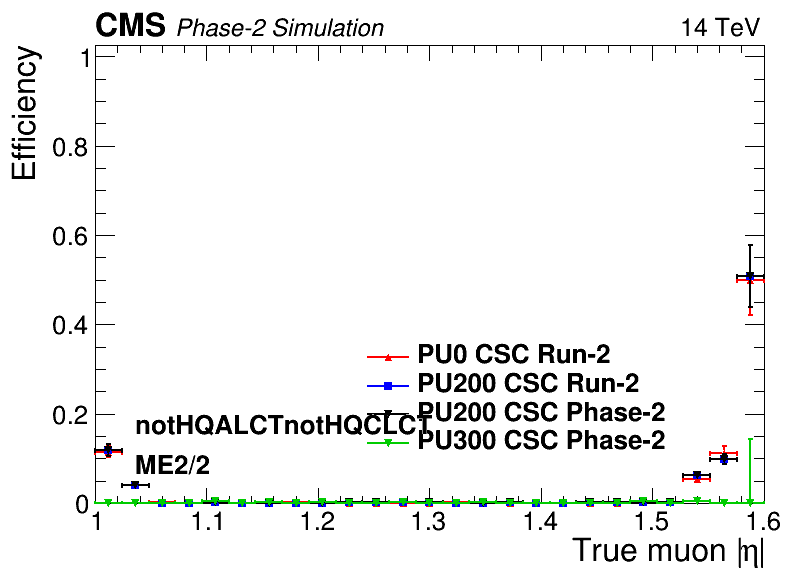 CMS Phase-2 Simulation 14 TeV
Efficiency
1
0.8
0.6
0.4
0.2
0
PU0 CSC Run-2
PU200 CSC Run-2
PU200 CSC Phase-2
PU300 CSC Phase-2
notHQALCTnotHQCLCT
ME2/2
1 1.1 1.2 1.3 1.4 1.5 1.6
True muon |η|